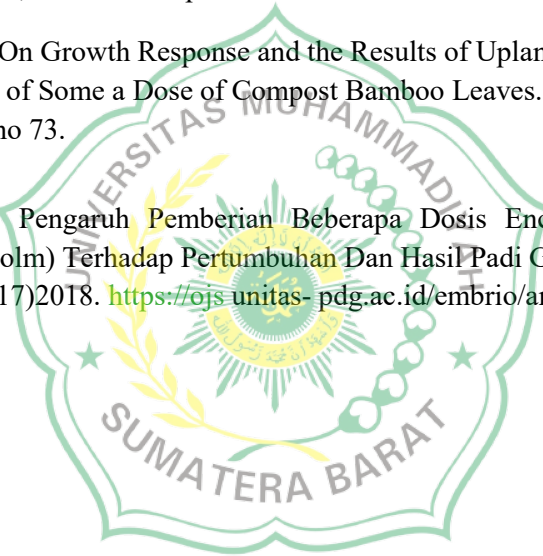 On Growth Response and the Results of Uplan
of Some a Dose of Compost Bamboo Leaves.
no 73.
Pengaruh Pemberian Beberapa Dosis Enc
olm) Terhadap Pertumbuhan Dan Hasil Padi G
17)2018. https://ojs unitas- pdg.ac.id/embrio/ar
UNIVERSITAS MUHAMMADIYAH
SUMATERA BARAT